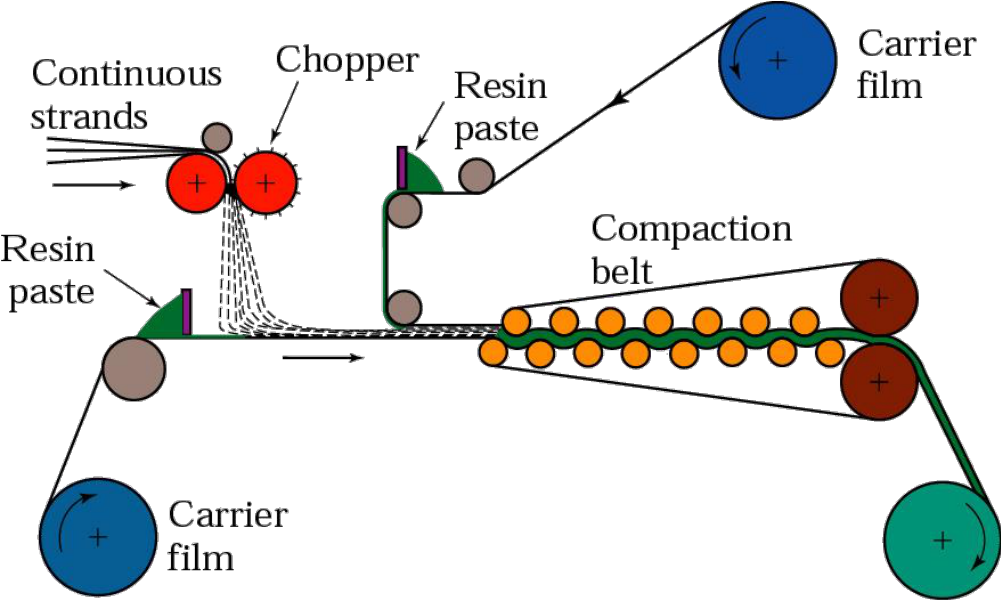 Continuous
strands
Chopper
Resin
paste
Carrier
film
Resin
paste
Compaction
belt
Carrier
film